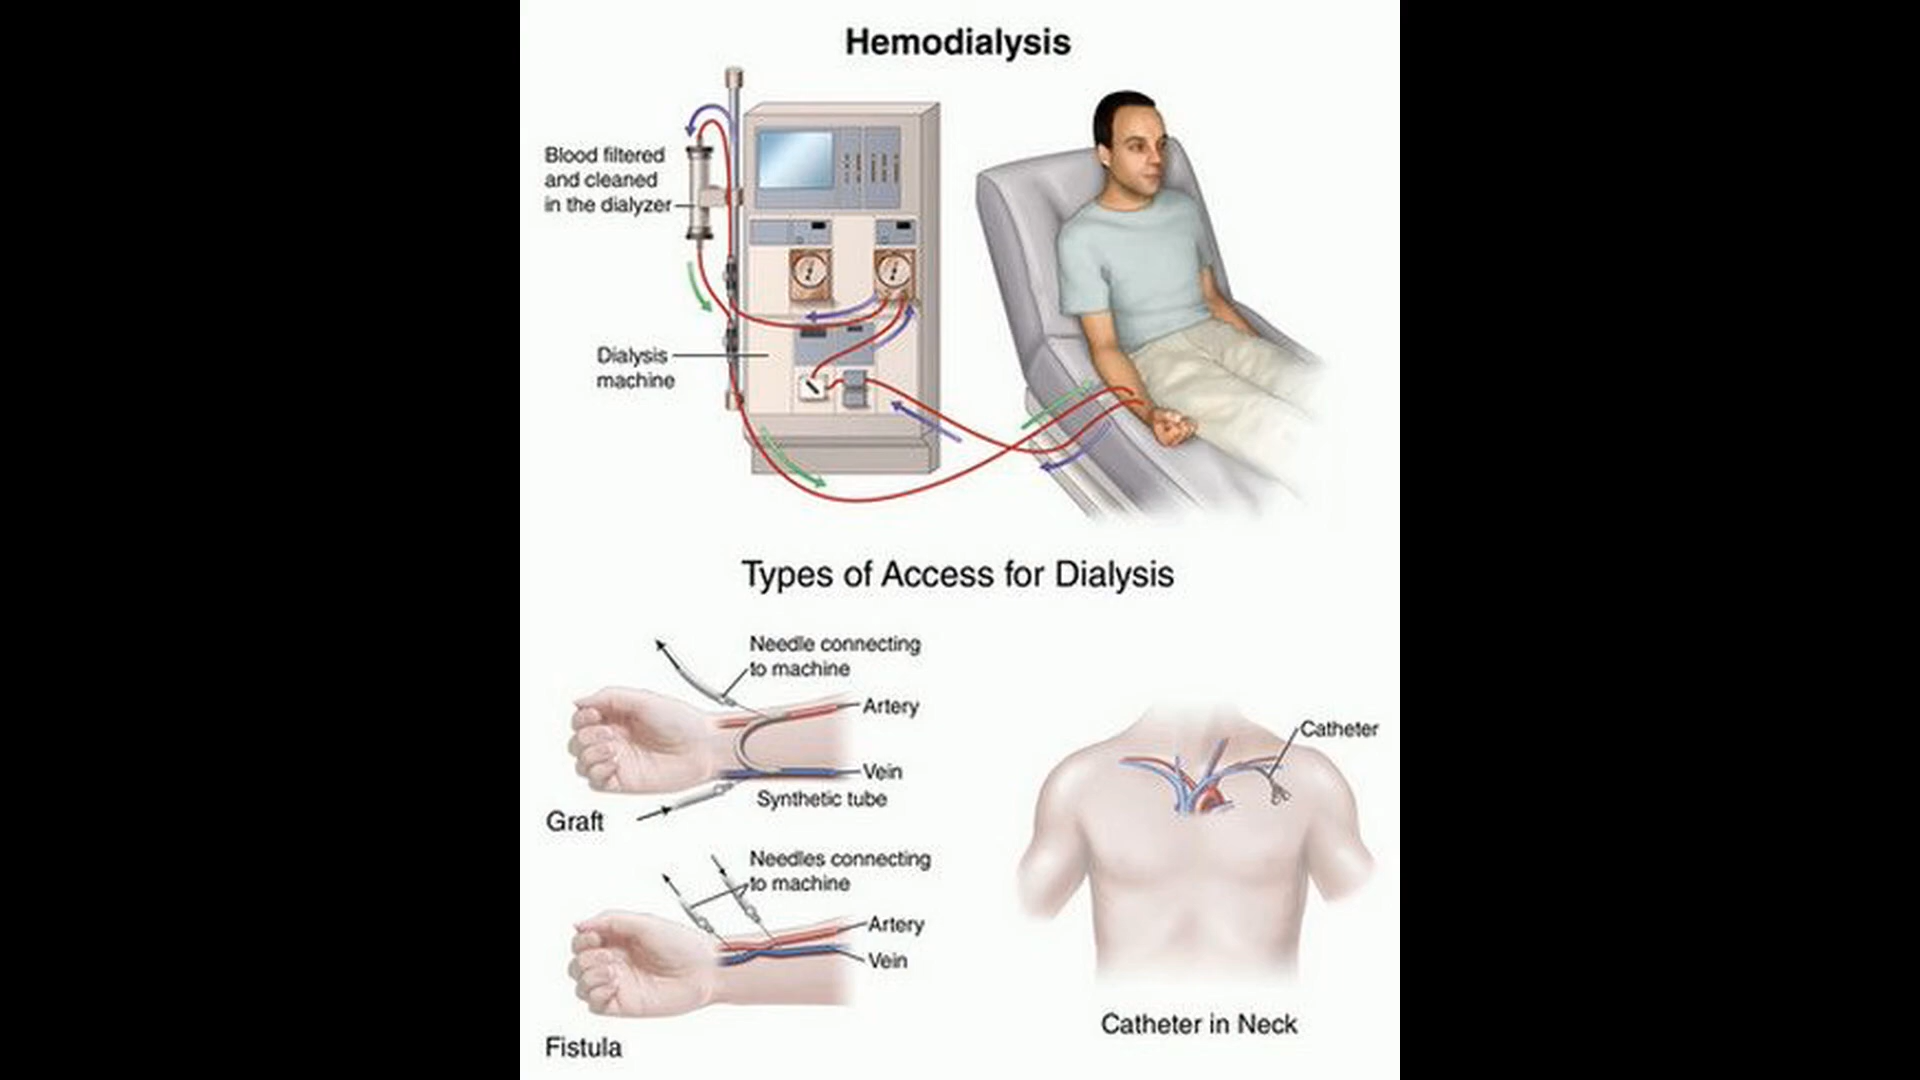 Hemodialysis
Blood filtered
and cleaned
in the dialyzer
Dialysis
machine
Types of Access for Dialysis
Needle connecting
to machine
Artery
Vein
Synthetic tube
Graft
Needles connecting
to machine
Artery
Vein
Fistula
Catheter
Catheter in Neck